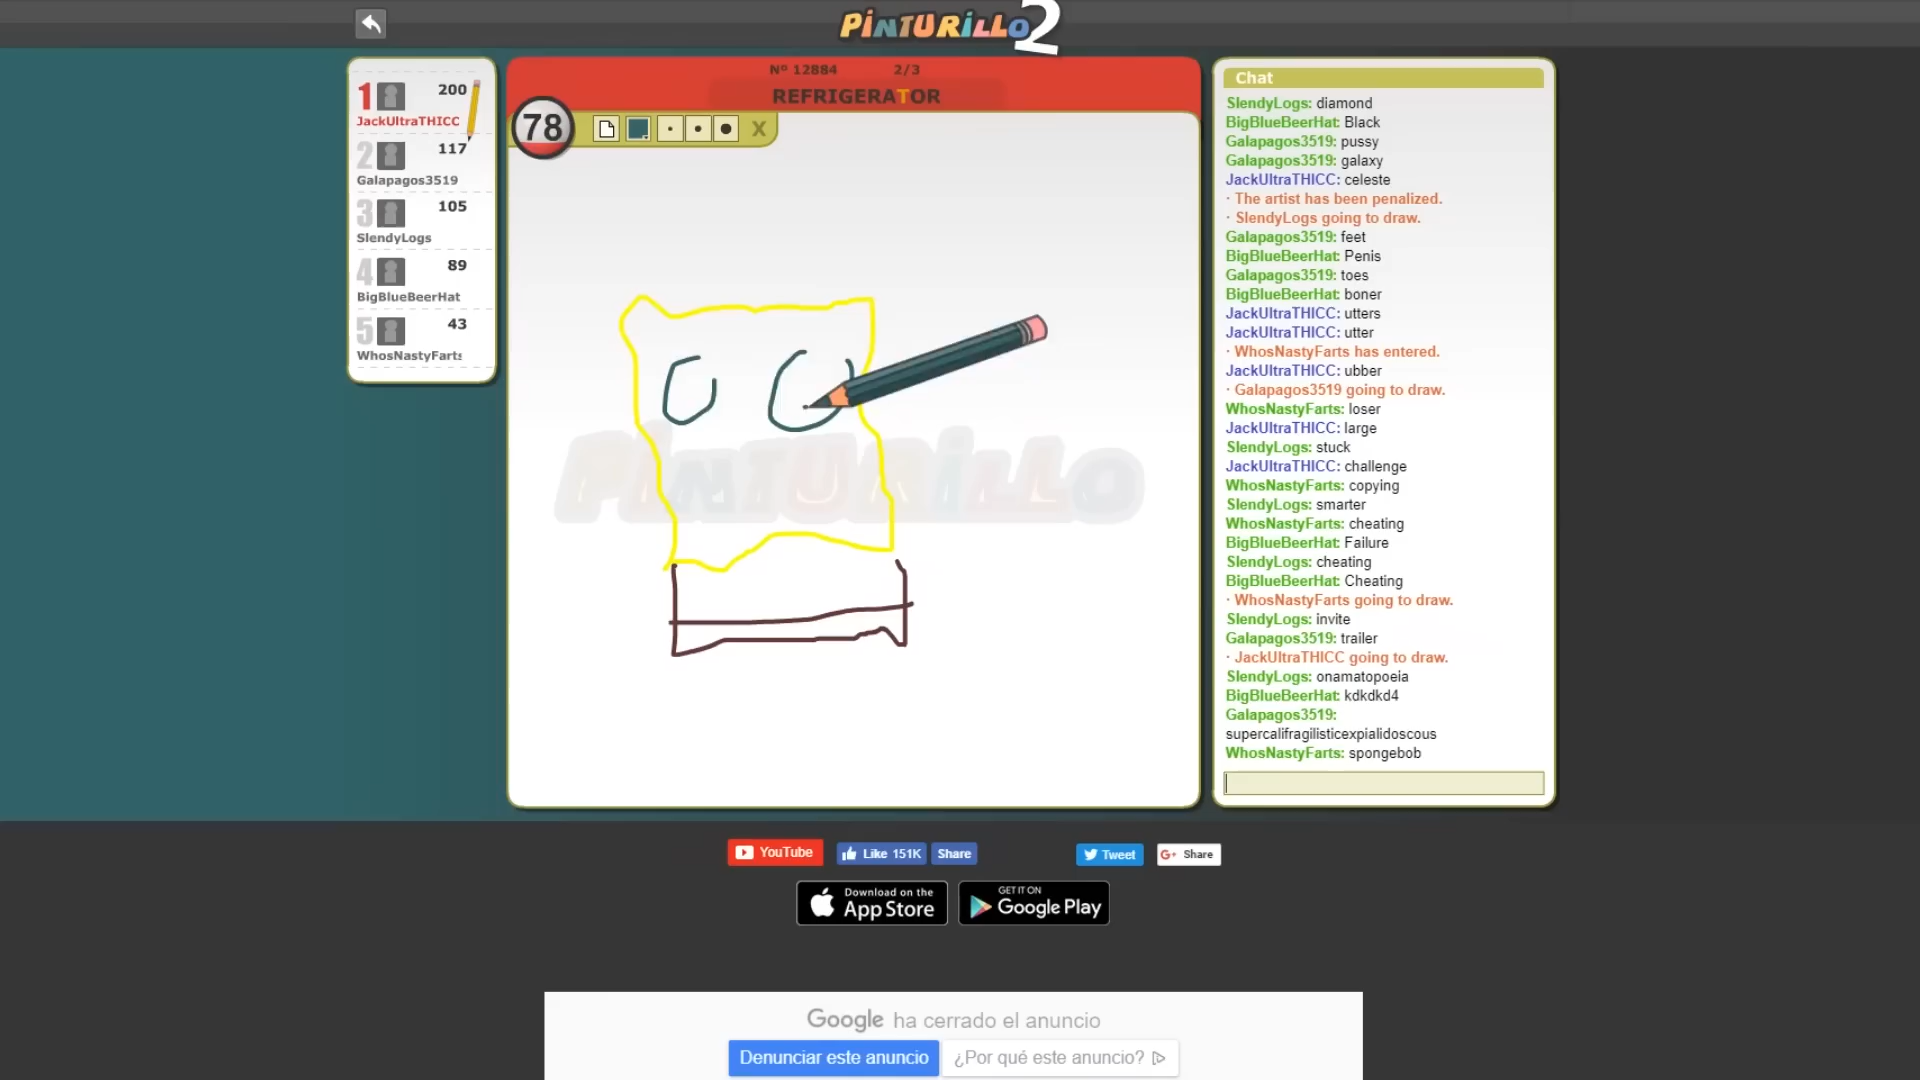 PINTURILLO 2
Nº 12884 2/3
REFRIGERATOR
78
X
1 200
JackUltraTHICC
2 117
Galapagos3519
3 105
SlendyLogs
4 89
BigBlueBeerHat
5 43
WhosNastyFarts
PINTURILLO
Chat
SlendyLogs: diamond
BigBlueBeerHat: Black
Galapagos3519: pussy
Galapagos3519: galaxy
JackUltraTHICC: celeste
· The artist has been penalized.
· SlendyLogs going to draw.
Galapagos3519: feet
BigBlueBeerHat: Penis
Galapagos3519: toes
BigBlueBeerHat: boner
JackUltraTHICC: utters
JackUltraTHICC: utter
· WhosNastyFarts has entered.
JackUltraTHICC: ubber
· Galapagos3519 going to draw.
WhosNastyFarts: loser
JackUltraTHICC: large
SlendyLogs: stuck
JackUltraTHICC: challenge
WhosNastyFarts: copying
SlendyLogs: smarter
WhosNastyFarts: cheating
BigBlueBeerHat: Failure
SlendyLogs: cheating
BigBlueBeerHat: Cheating
· WhosNastyFarts going to draw.
SlendyLogs: invite
Galapagos3519: trailer
· JackUltraTHICC going to draw.
SlendyLogs: onamatopoeia
BigBlueBeerHat: kdkdkd4
Galapagos3519:
supercalifragilisticexpialidoscous
WhosNastyFarts: spongebob
YouTube Like 151K Share Tweet G+ Share
Download on the
App Store
GET IT ON
Google Play
Google ha cerrado el anuncio
Denunciar este anuncio ¿Por qué este anuncio?